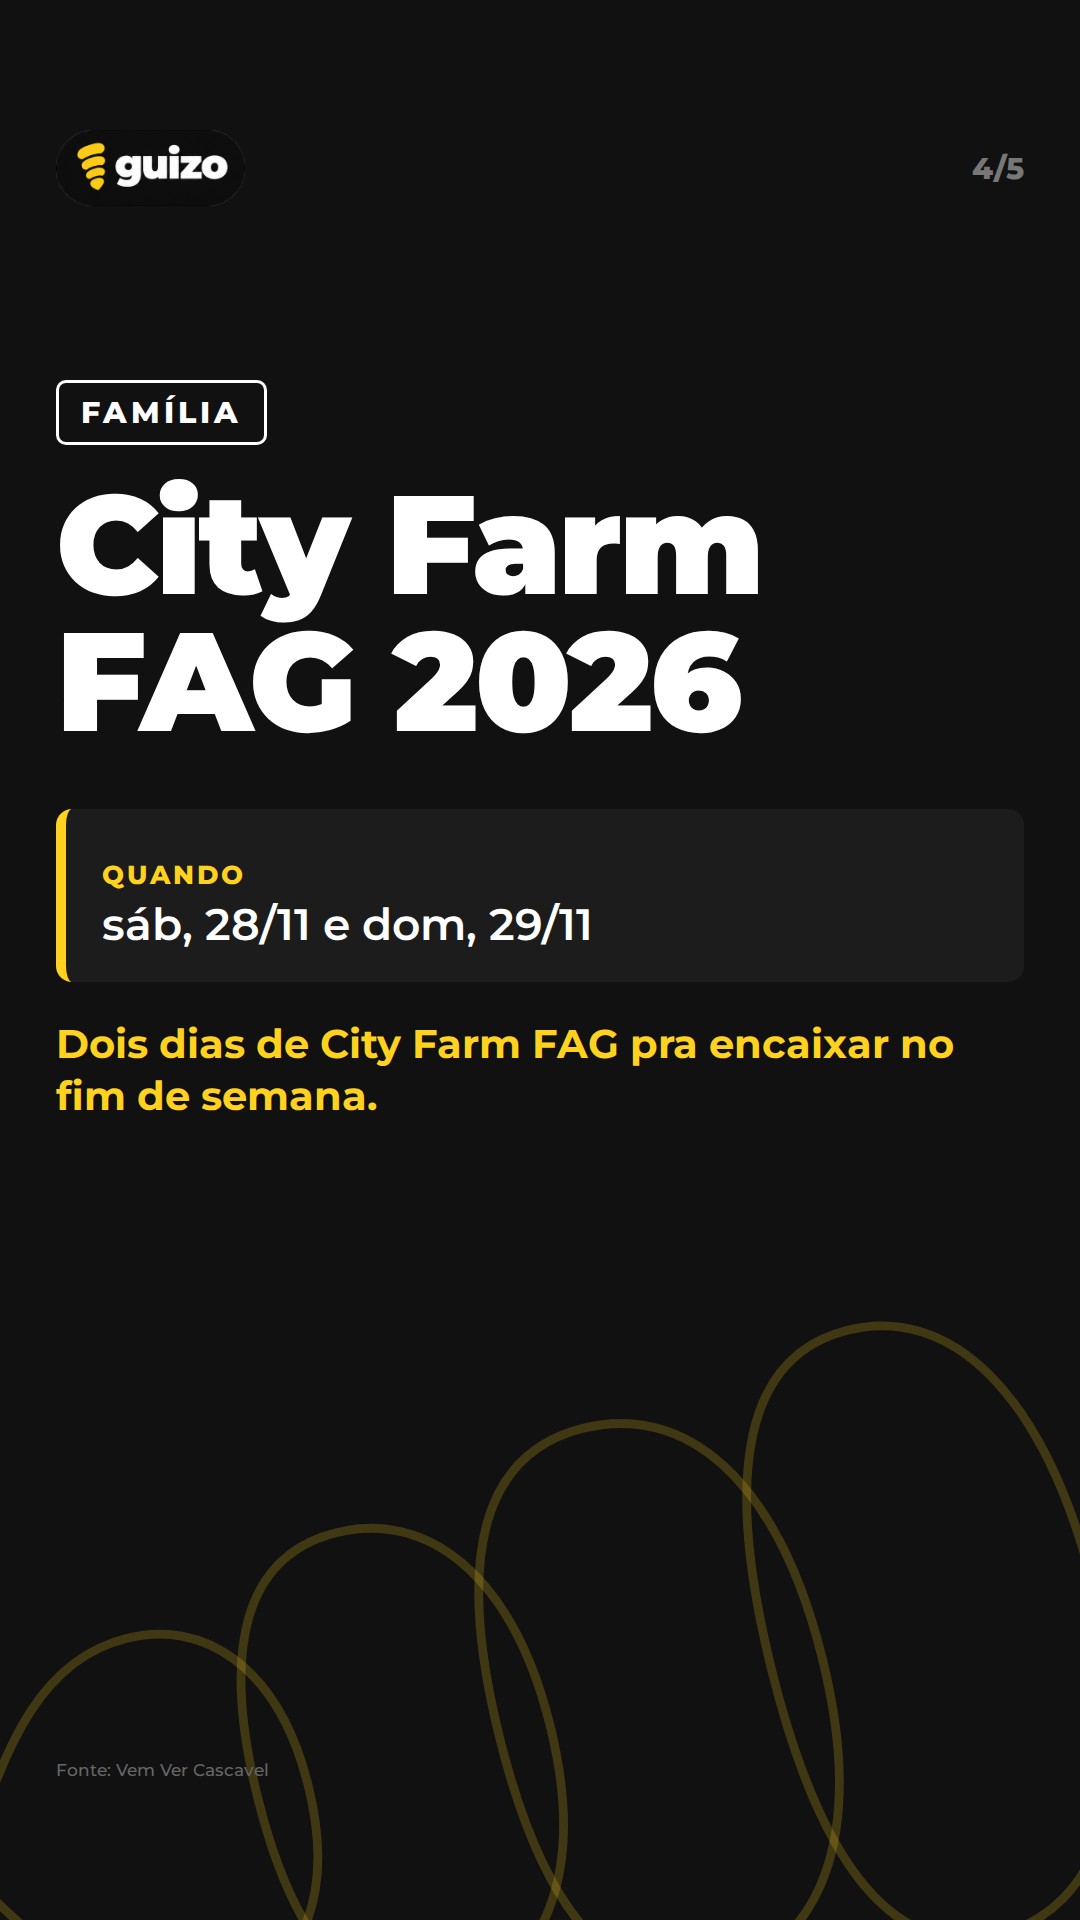 guizo
4/5
FAMÍLIA
City Farm
FAG 2026
QUANDO
sáb, 28/11 e dom, 29/11
Dois dias de City Farm FAG pra encaixar no
fim de semana.
Fonte: Vem Ver Cascavel